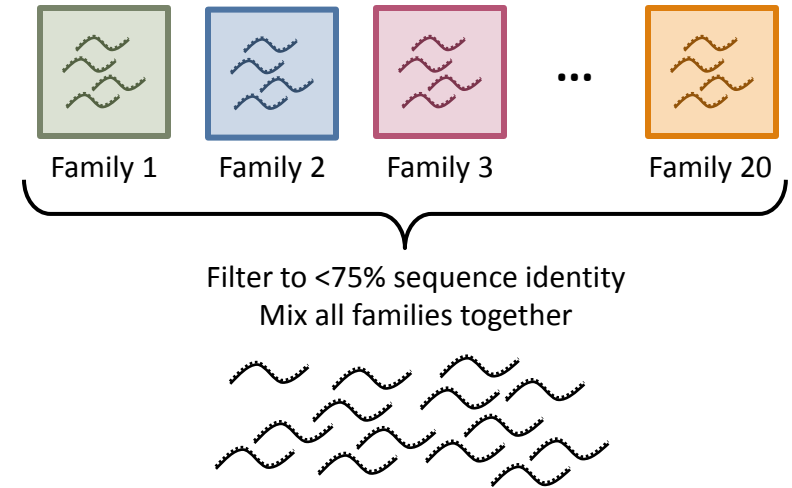 ...
Family 1 Family 2 Family 3 Family 20
Filter to <75% sequence identity
Mix all families together